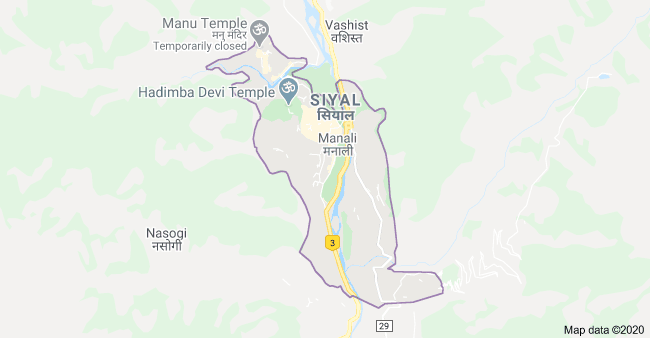 Manu Temple
मनु मंदिर
Temporarily closed
Vashist
वशिस्त
Hadimba Devi Temple
SIYAL
सियाल
Manali
मनाली
Nasogi
नसोगी
3
29
Map data ©2020